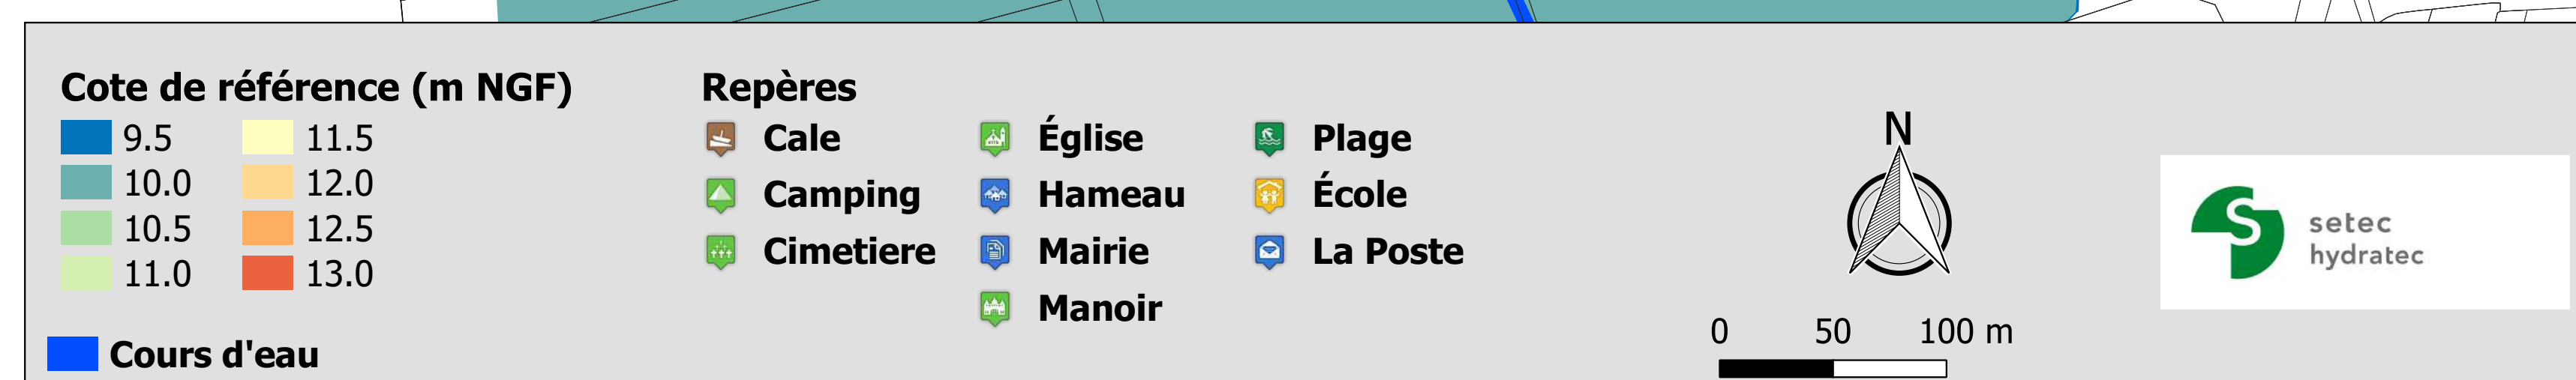 Cote de référence (m NGF)
9.5
10.0
10.5
11.0
11.5
12.0
12.5
13.0
Cours d'eau
Repères
Cale
Camping
Cimetiere
Église
Hameau
Mairie
Manoir
Plage
École
La Poste
N
0 50 100 m
setec
hydratec